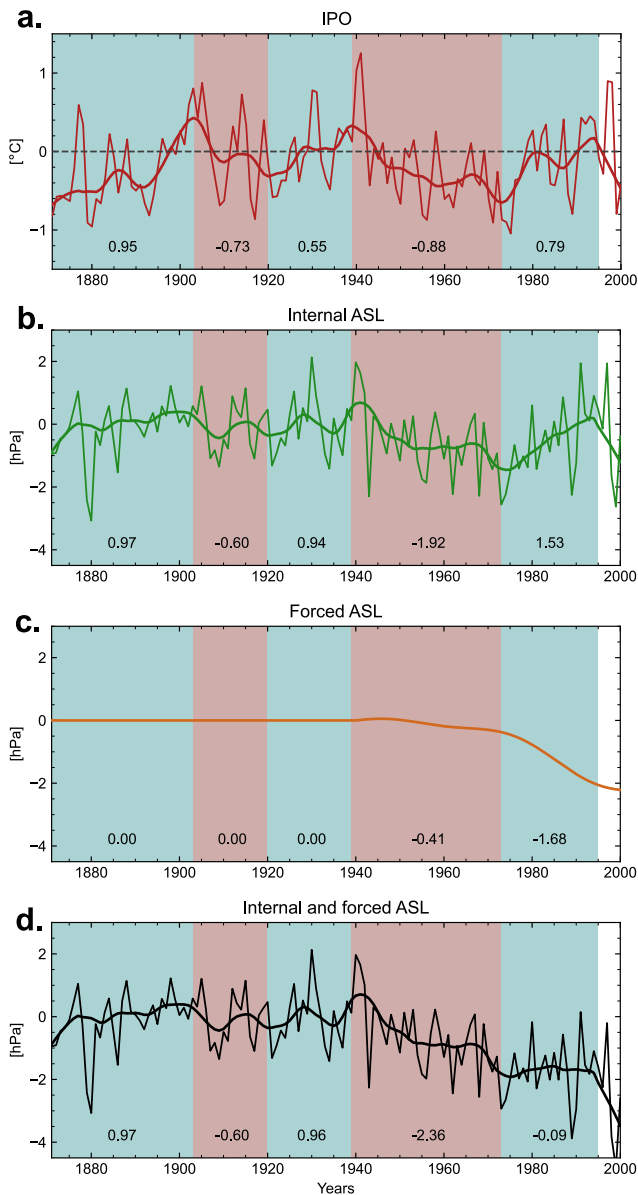 a.
IPO
1
0
−1
[°C]
0.95 -0.73 0.55 -0.88 0.79
1880 1900 1920 1940 1960 1980 2000
b.
Internal ASL
2
0
−2
−4
[hPa]
0.97 -0.60 0.94 -1.92 1.53
1880 1900 1920 1940 1960 1980 2000
c.
Forced ASL
2
0
−2
−4
[hPa]
0.00 0.00 0.00 -0.41 -1.68
1880 1900 1920 1940 1960 1980 2000
d.
Internal and forced ASL
2
0
−2
−4
[hPa]
0.97 -0.60 0.96 -2.36 -0.09
1880 1900 1920 1940 1960 1980 2000
Years